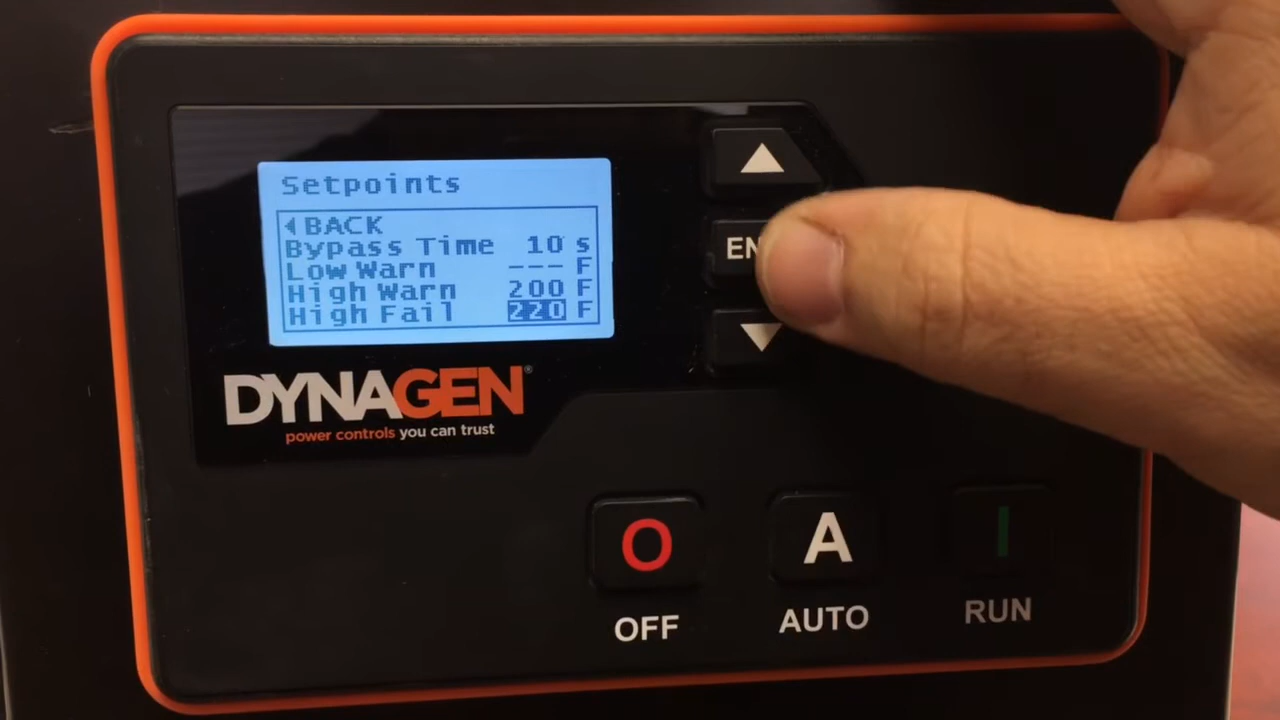 Setpoints
BACK
Bypass Time 10 s
Low Warn --- F
High Warn 200 F
High Fail 220 F
DYNAGEN®
power controls you can trust
EN
O A I
OFF AUTO RUN